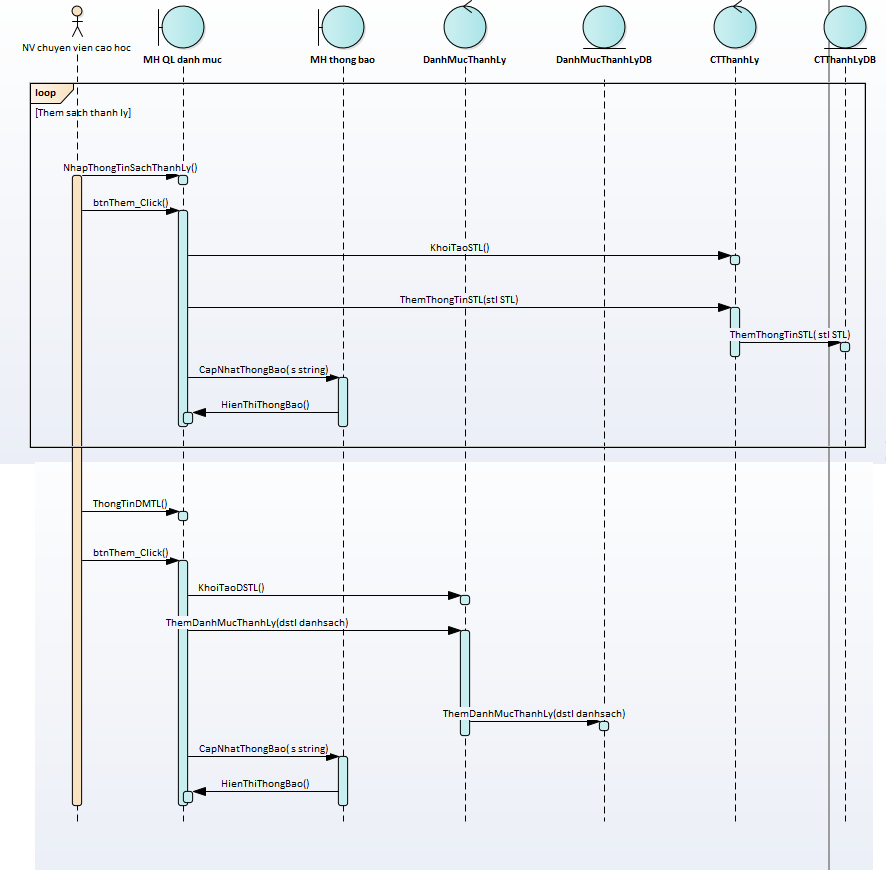 NV chuyen vien cao hoc
MH QL danh muc
MH thong bao
DanhMucThanhLy
DanhMucThanhLyDB
CTThanhLy
CTThanhLyDB
loop
[Them sach thanh ly]
NhapThongTinSachThanhLy()
btnThem_Click()
KhoiTaoSTL()
ThemThongTinSTL(stl STL)
ThemThongTinSTL( stl STL)
CapNhatThongBao( s string)
HienThiThongBao()
ThongTinDMTL()
btnThem_Click()
KhoiTaoDSTL()
ThemDanhMucThanhLy(dstl danhsach)
ThemDanhMucThanhLy(dstl danhsach)
CapNhatThongBao( s string)
HienThiThongBao()